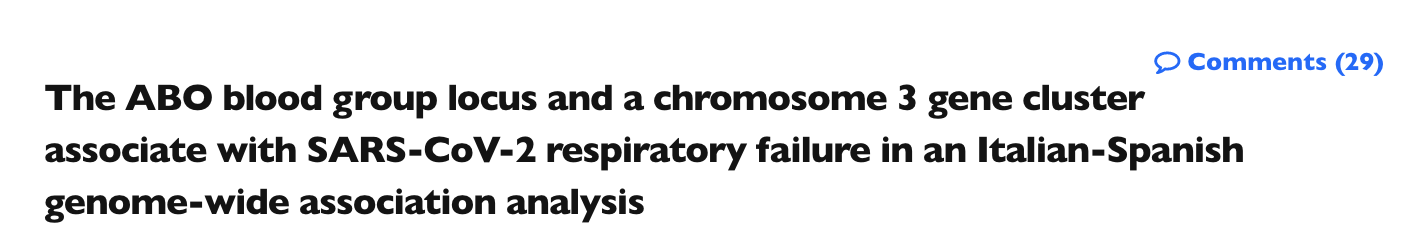 Comments (29)
The ABO blood group locus and a chromosome 3 gene cluster
associate with SARS-CoV-2 respiratory failure in an Italian-Spanish
genome-wide association analysis